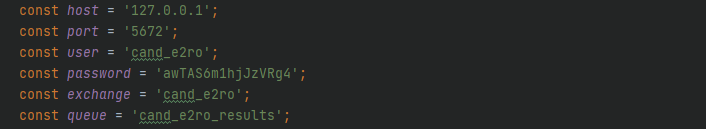 const host = '127.0.0.1';
const port = '5672';
const user = 'cand_e2ro';
const password = 'awTAS6m1hjJzVRg4';
const exchange = 'cand_e2ro';
const queue = 'cand_e2ro_results';